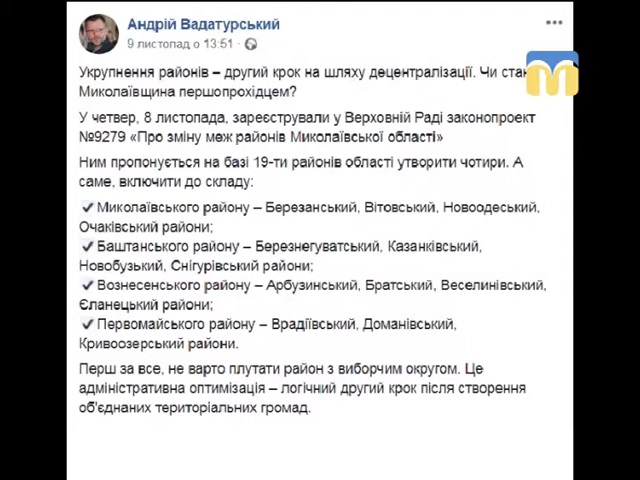 Андрій Вадатурський
9 листопад о 13:51
Укрупнення районів – другий крок на шляху децентралізації. Чи стан
Миколаївщина першопрохідцем?
У четвер, 8 листопада, зареєстрували у Верховній Раді законопроект
№9279 «Про зміну меж районів Миколаївської області»
Ним пропонується на базі 19-ти районів області утворити чотири. А
саме, включити до складу:
✔Миколаївського району – Березанський, Вітовський, Новоодеський,
Очаківський райони;
✔Баштанського району – Березнегуватський, Казанківський,
Новобузький, Снігурівський райони;
✔Вознесенського району – Арбузинський, Братський, Веселинівський,
Єланецький райони;
✔Первомайського району – Врадіївський, Доманівський,
Кривоозерський райони.
Перш за все, не варто плутати район з виборчим округом. Це
адміністративна оптимізація – логічний другий крок після створення
об'єднаних територіальних громад.